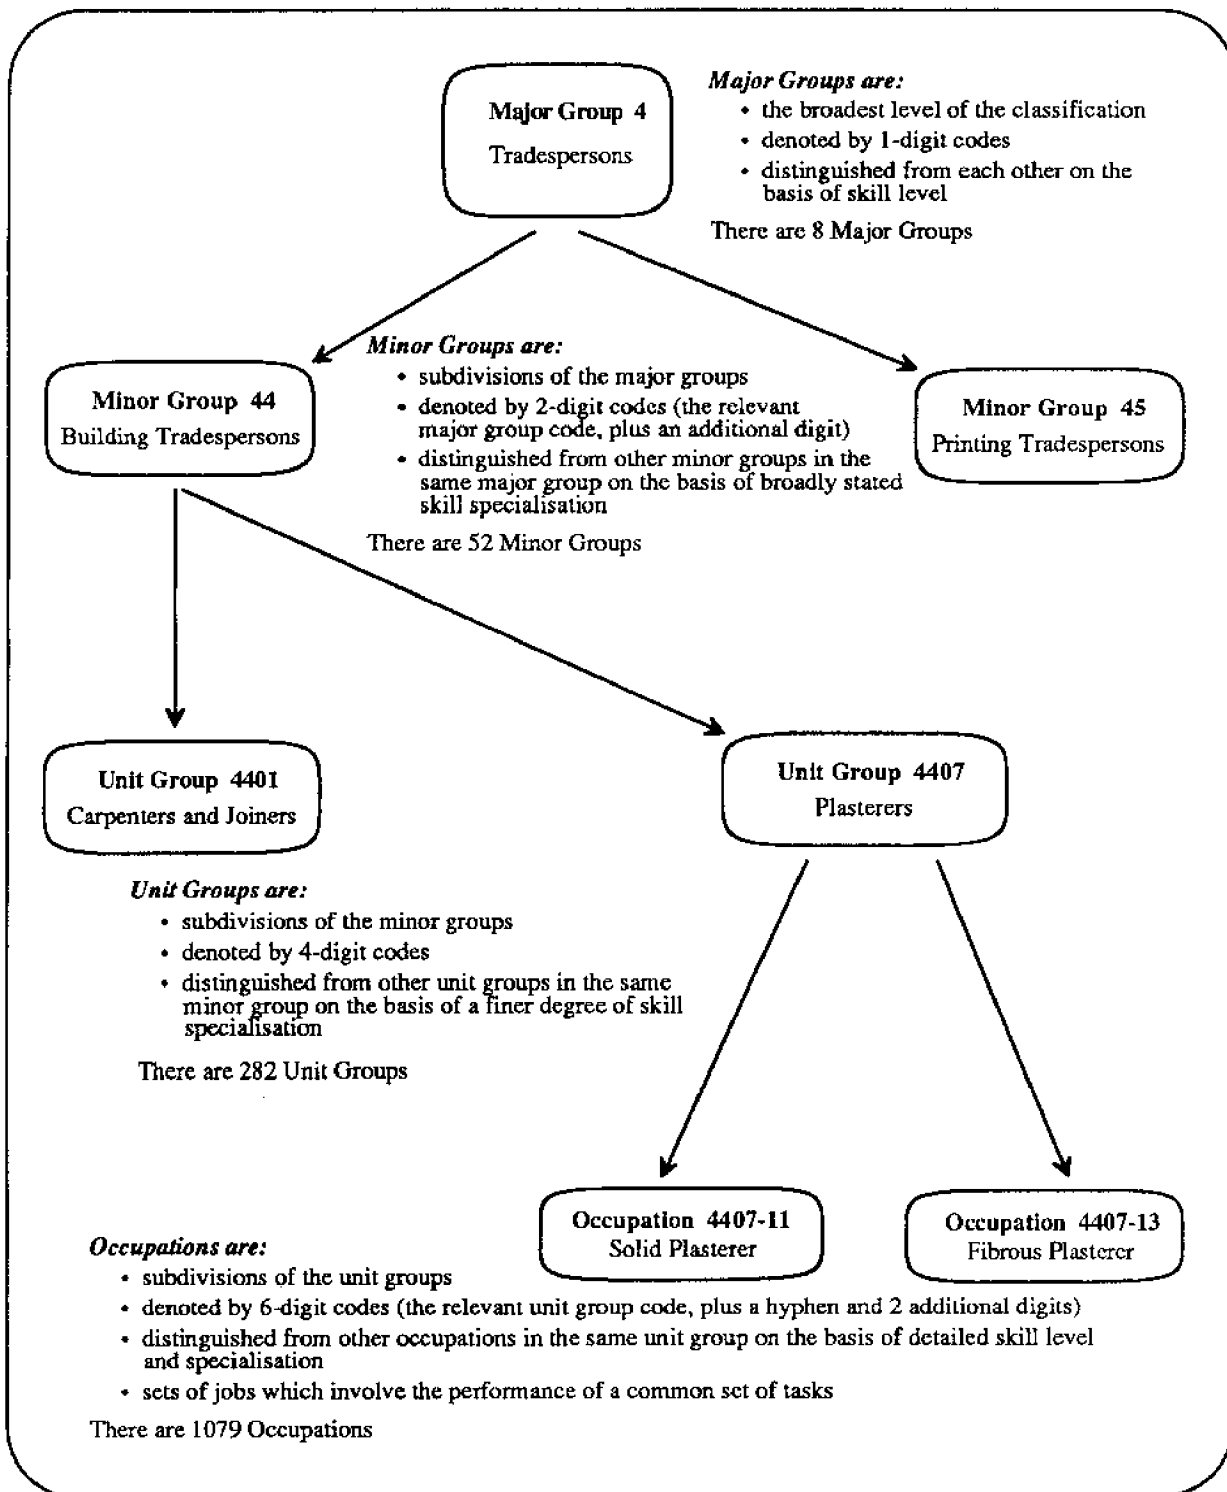 Major Group 4
Tradespersons
Major Groups are:
• the broadest level of the classification
• denoted by 1-digit codes
• distinguished from each other on the
basis of skill level
There are 8 Major Groups
Minor Group 44
Building Tradespersons
Minor Groups are:
• subdivisions of the major groups
• denoted by 2-digit codes (the relevant
major group code, plus an additional digit)
• distinguished from other minor groups in the
same major group on the basis of broadly stated
skill specialisation
There are 52 Minor Groups
Minor Group 45
Printing Tradespersons
Unit Group 4401
Carpenters and Joiners
Unit Group 4407
Plasterers
Unit Groups are:
• subdivisions of the minor groups
• denoted by 4-digit codes
• distinguished from other unit groups in the same
minor group on the basis of a finer degree of skill
specialisation
There are 282 Unit Groups
Occupation 4407-11
Solid Plasterer
Occupation 4407-13
Fibrous Plasterer
Occupations are:
• subdivisions of the unit groups
• denoted by 6-digit codes (the relevant unit group code, plus a hyphen and 2 additional digits)
• distinguished from other occupations in the same unit group on the basis of detailed skill level
and specialisation
• sets of jobs which involve the performance of a common set of tasks
There are 1079 Occupations